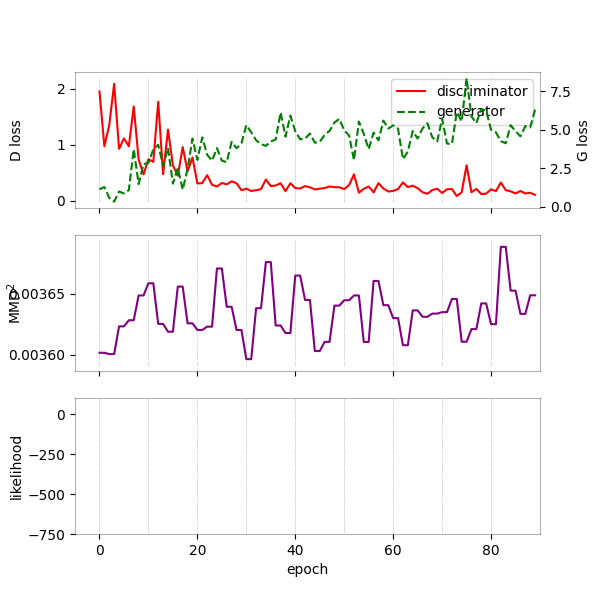 discriminator
generator
2
1
0
D loss
7.5
5.0
2.5
0.0
G loss
0.00365
0.00360
MMD²
0
−250
−500
−750
likelihood
0 20 40 60 80
epoch